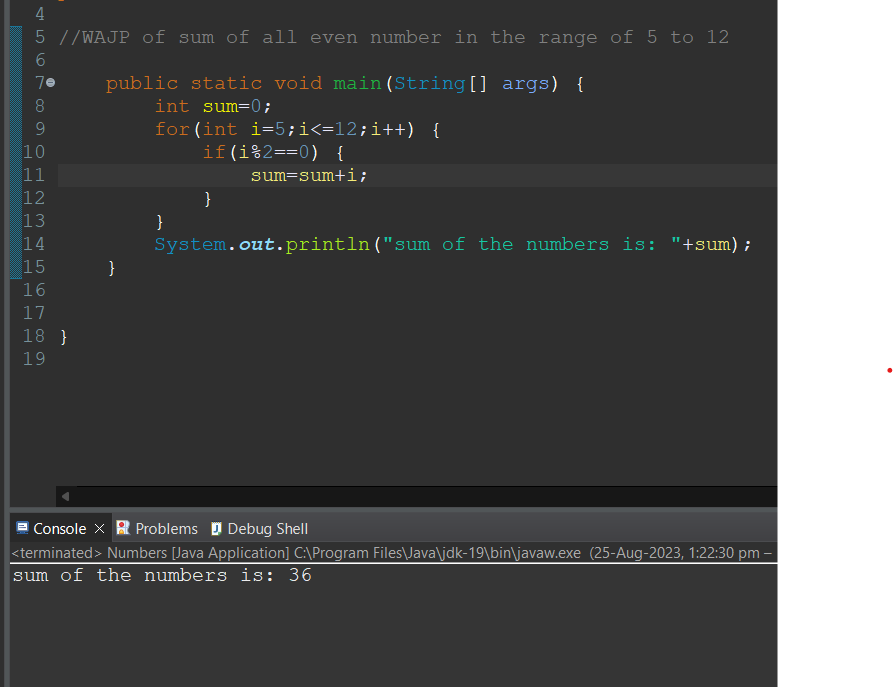 4
5 //WAJP of sum of all even number in the range of 5 to 12
6
7 public static void main(String[] args) {
8 int sum=0;
9 for(int i=5;i<=12;i++) {
10 if(i%2==0) {
11 sum=sum+i;
12 }
13 }
14 System.out.println("sum of the numbers is: "+sum);
15 }
16
17
18 }
19
Console Problems Debug Shell
<terminated> Numbers [Java Application] C:\Program Files\Java\jdk-19\bin\javaw.exe (25-Aug-2023, 1:22:30 pm –
sum of the numbers is: 36